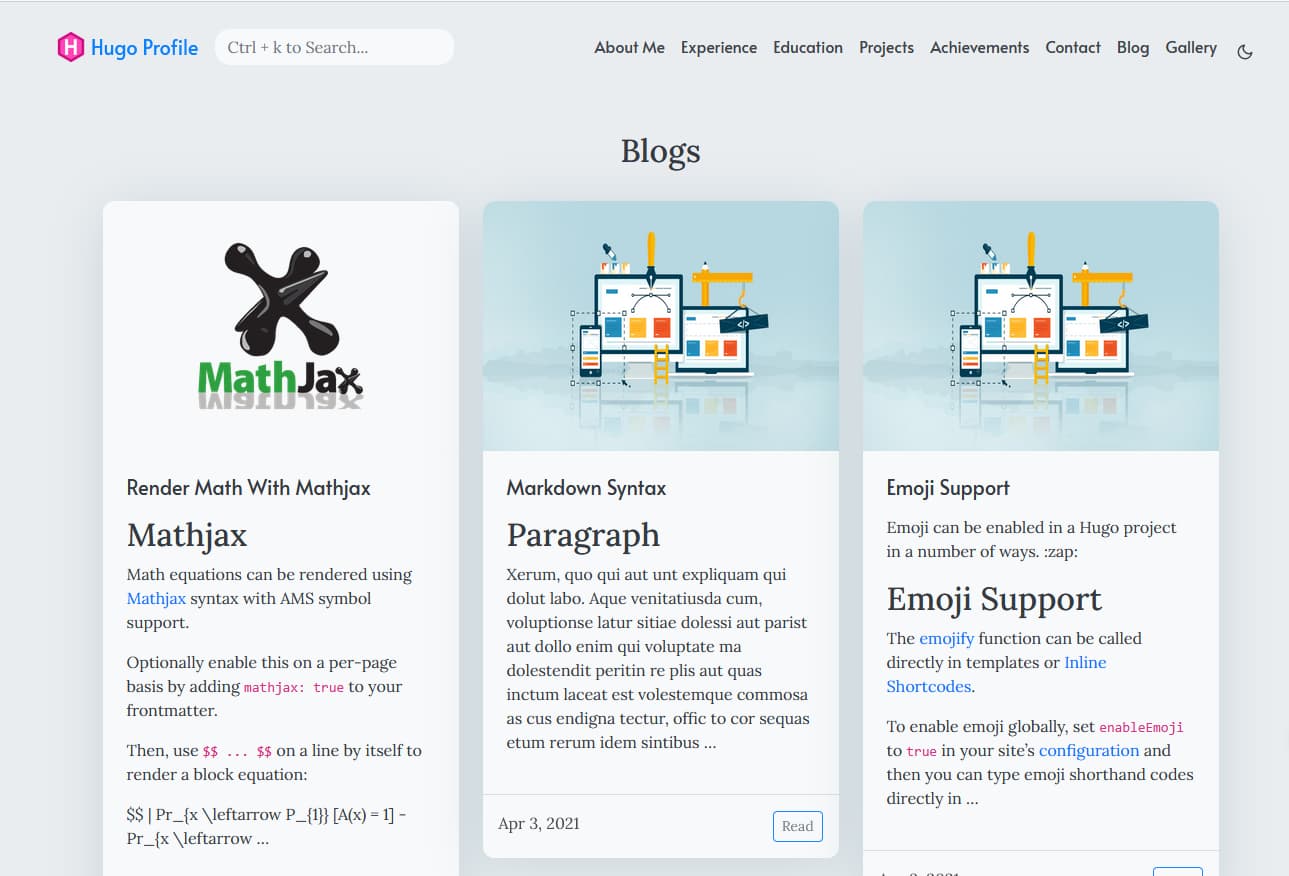 Hugo Profile
Ctrl + k to Search...
About Me Experience Education Projects Achievements Contact Blog Gallery
Blogs
MathJax
Render Math With Mathjax
Mathjax
Math equations can be rendered using
Mathjax syntax with AMS symbol
support.
Optionally enable this on a per-page
basis by adding mathjax: true to your
frontmatter.
Then, use $$ ... $$ on a line by itself to
render a block equation:
$$ | Pr_{x \leftarrow P_{1}} [A(x) = 1] -
Pr_{x \leftarrow ...
</>
Markdown Syntax
Paragraph
Xerum, quo qui aut unt expliquam qui
dolut labo. Aque venitatiusda cum,
voluptionse latur sitiae dolessi aut parist
aut dollo enim qui voluptate ma
dolestendit peritin re plis aut quas
inctum laceat est volestemque commosa
as cus endigna tectur, offic to cor sequas
etum rerum idem sintibus ...
Apr 3, 2021
Read
</>
Emoji Support
Emoji can be enabled in a Hugo project
in a number of ways. :zap:
Emoji Support
The emojify function can be called
directly in templates or Inline
Shortcodes.
To enable emoji globally, set enableEmoji
to true in your site’s configuration and
then you can type emoji shorthand codes
directly in ...